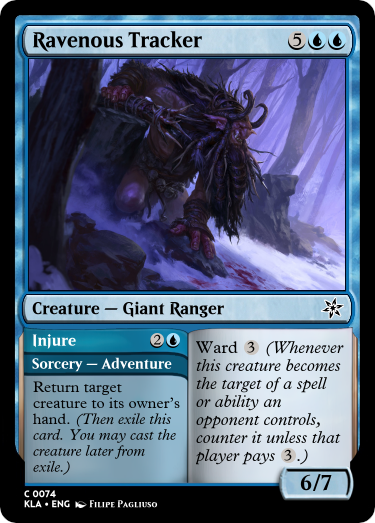 Ravenous Tracker 5
Creature — Giant Ranger
Injure 2
Sorcery — Adventure
Return target
creature to its owner's
hand. (Then exile this
card. You may cast the
creature later from
exile.)
Ward 3 (Whenever
this creature becomes
the target of a spell
or ability an
opponent controls,
counter it unless that
player pays 3.)
6/7
C 0074
KLA • ENG Filipe Pagliuso